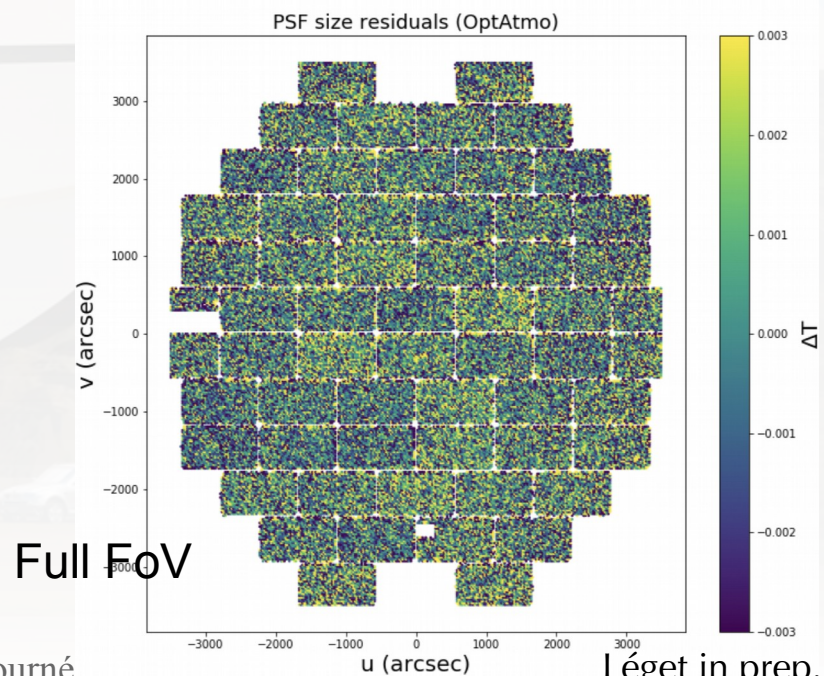 PSF size residuals (OptAtmo)
3000
2000
1000
0
−1000
−2000
−3000
v (arcsec)
−3000 −2000 −1000 0 1000 2000 3000
u (arcsec)
0.003
0.002
0.001
0.000
−0.001
−0.002
−0.003
ΔT
Full FoV
ourné
Léget in prep.